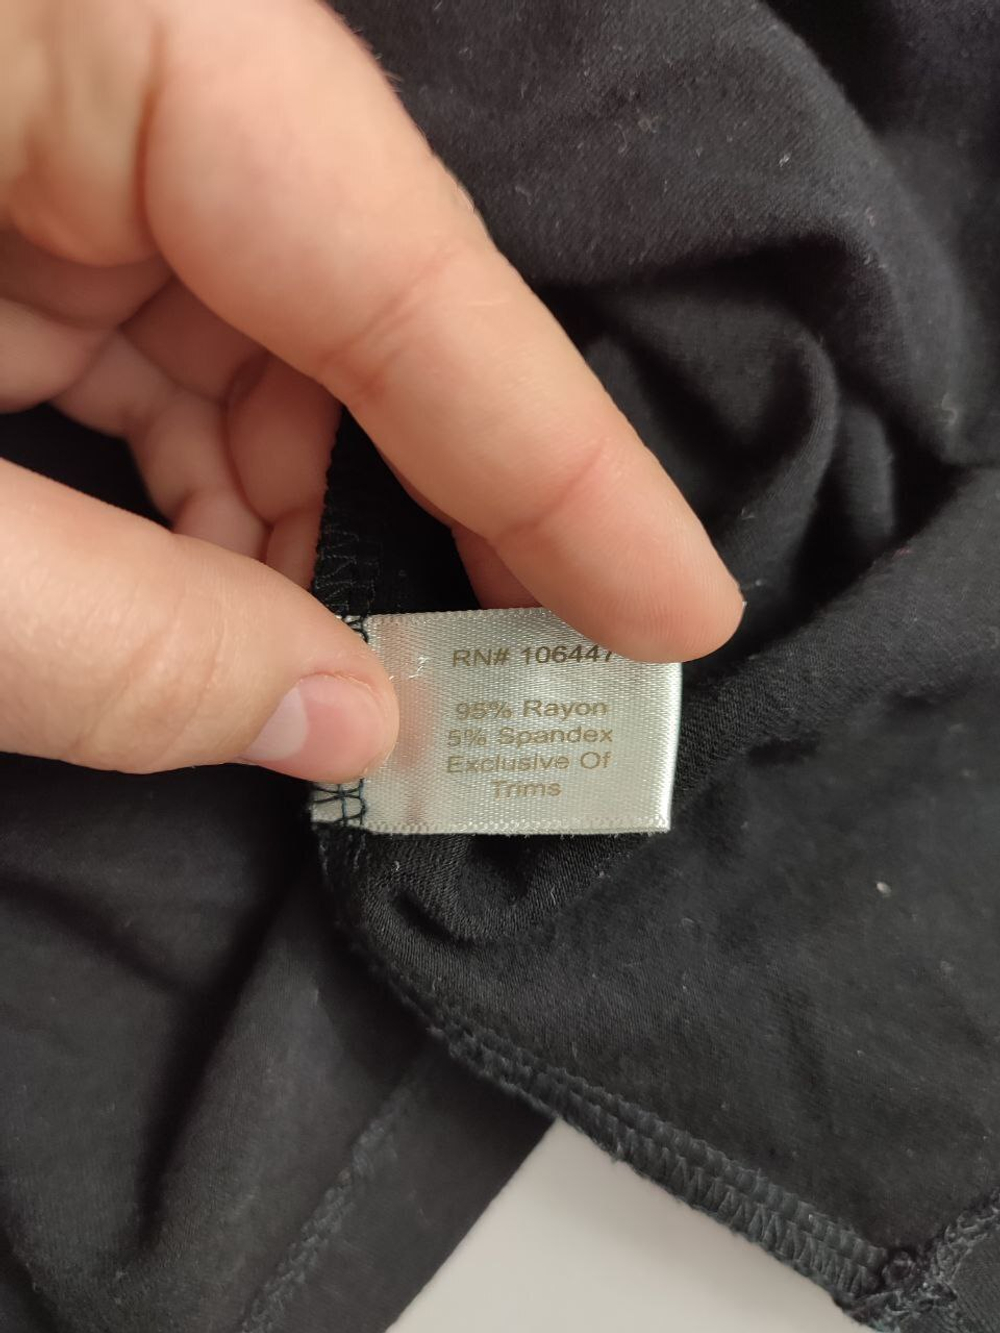 RN# 106447
95% Rayon
5% Spandex
Exclusive Of
Trims